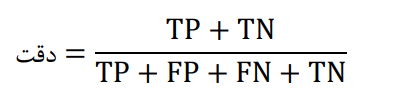 دقت = (TP + TN) / (TP + FP + FN + TN)